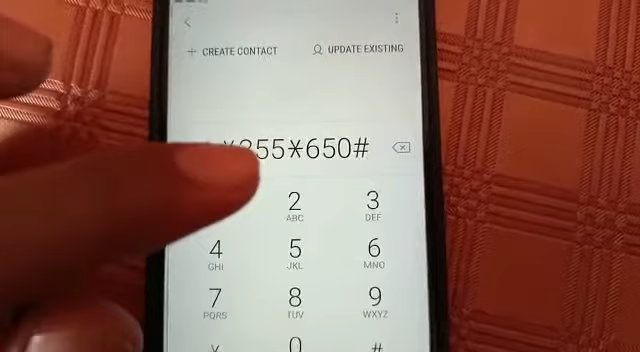 + CREATE CONTACT UPDATE EXISTING
55*650#
2 3
ABC DEF
4 5 6
GHI JKL MNO
7 8 9
PQRS TUV WXYZ
0 #